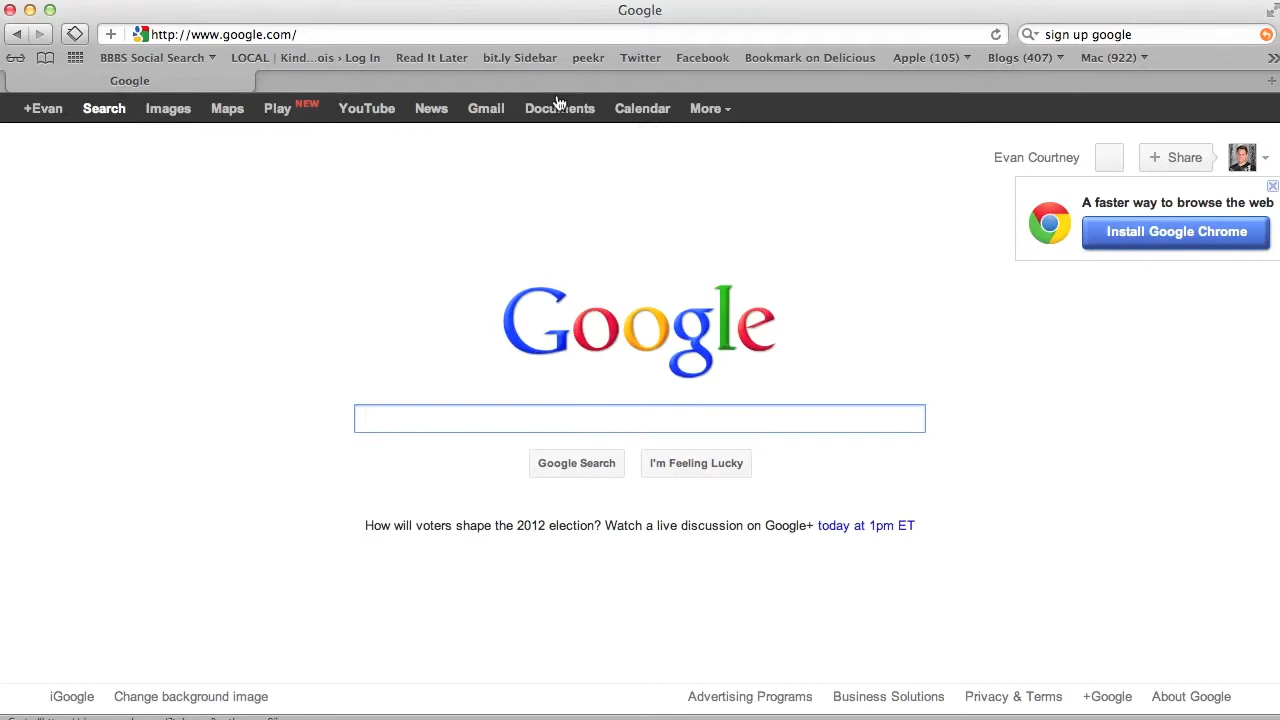 Google
http://www.google.com/
sign up google
BBBS Social Search
LOCAL | Kind...ois > Log In
Read It Later
bit.ly Sidebar
peekr
Twitter
Facebook
Bookmark on Delicious
Apple (105)
Blogs (407)
Mac (922)
Google
+Evan Search Images Maps Play NEW YouTube News Gmail Documents Calendar More
Evan Courtney
+ Share
A faster way to browse the web
Install Google Chrome
Google
Google Search
I'm Feeling Lucky
How will voters shape the 2012 election? Watch a live discussion on Google+ today at 1pm ET
iGoogle
Change background image
Advertising Programs
Business Solutions
Privacy & Terms
+Google
About Google